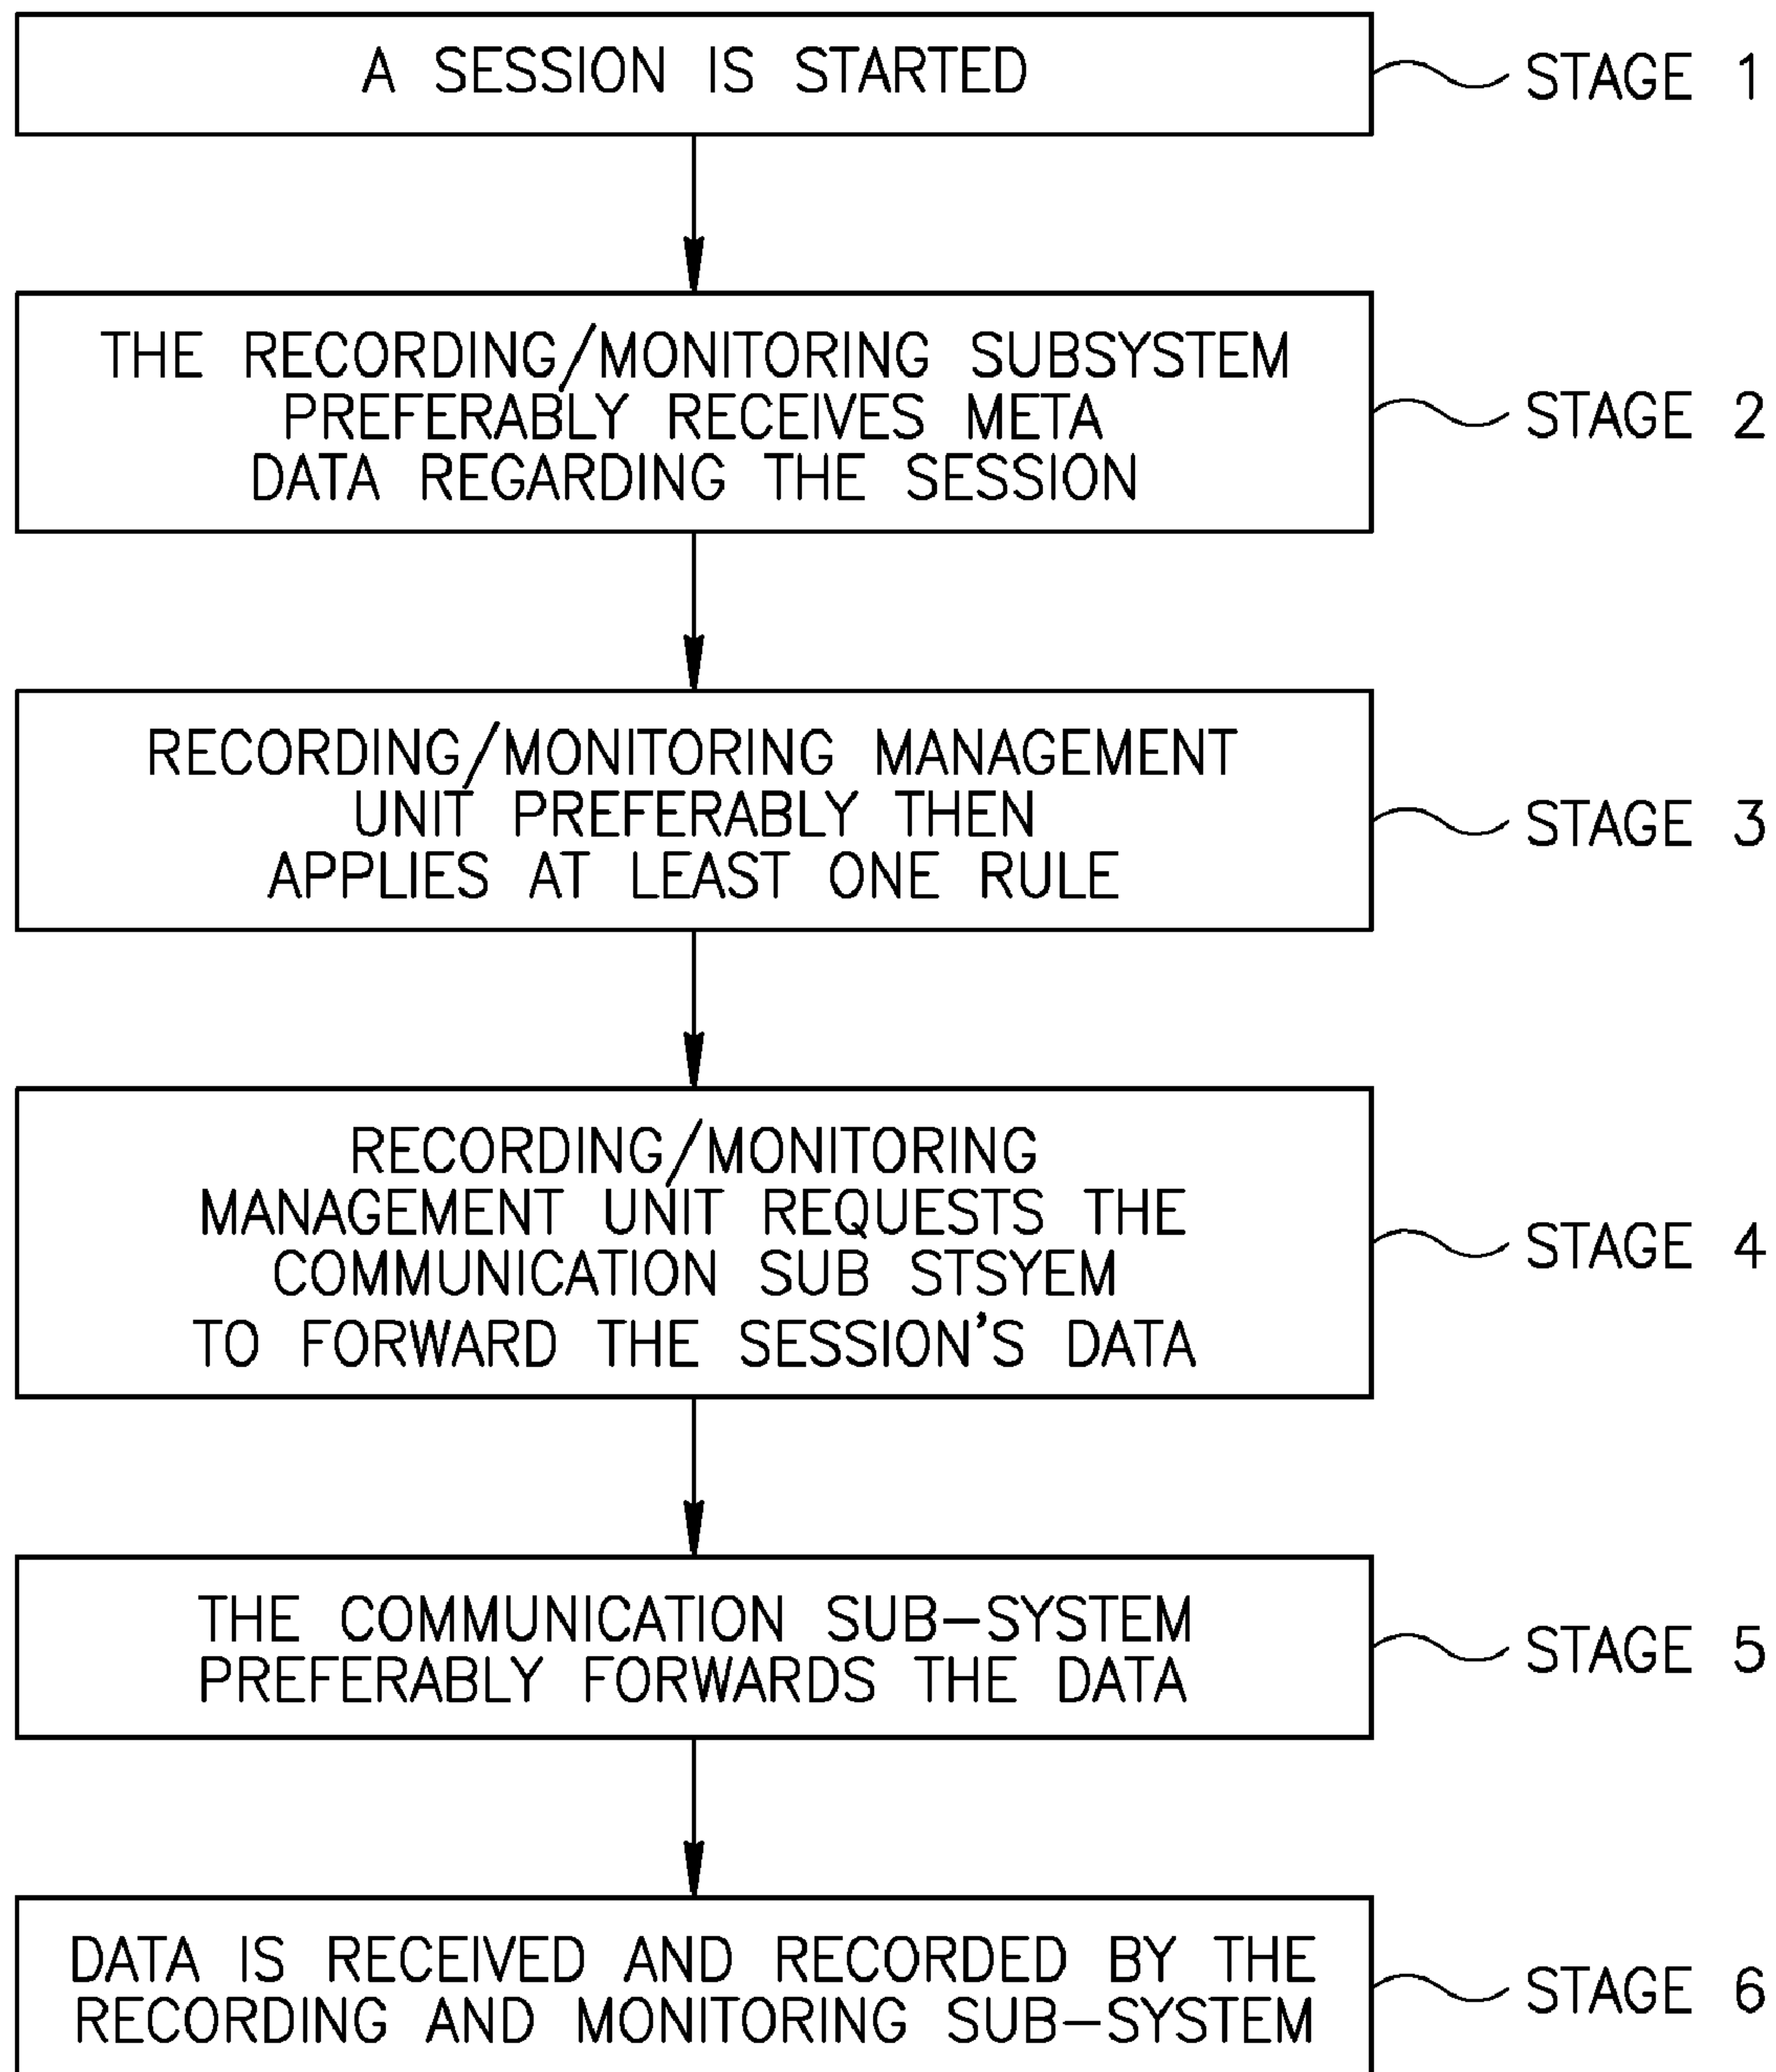 A SESSION IS STARTED
STAGE 1
THE RECORDING/MONITORING SUBSYSTEM
PREFERABLY RECEIVES META
DATA REGARDING THE SESSION
STAGE 2
RECORDING/MONITORING MANAGEMENT
UNIT PREFERABLY THEN
APPLIES AT LEAST ONE RULE
STAGE 3
RECORDING/MONITORING
MANAGEMENT UNIT REQUESTS THE
COMMUNICATION SUB STSYEM
TO FORWARD THE SESSION'S DATA
STAGE 4
THE COMMUNICATION SUB-SYSTEM
PREFERABLY FORWARDS THE DATA
STAGE 5
DATA IS RECEIVED AND RECORDED BY THE
RECORDING AND MONITORING SUB-SYSTEM
STAGE 6